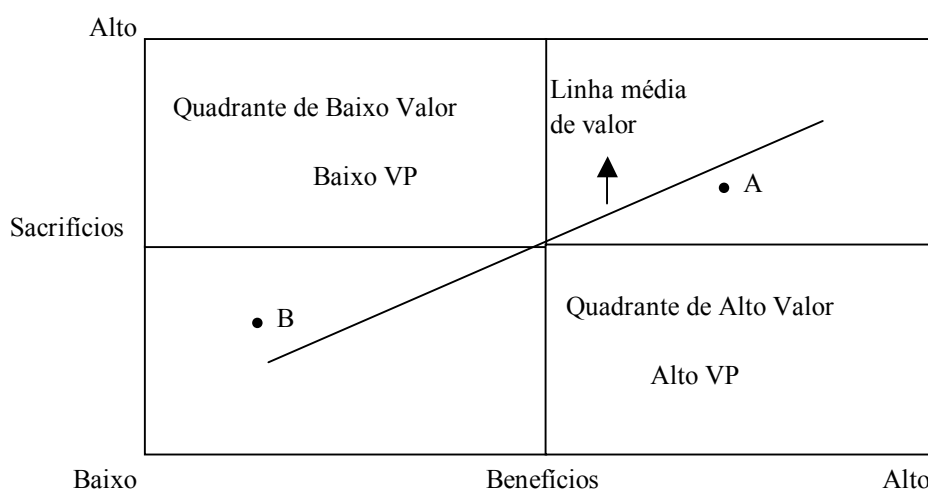 Alto
Quadrante de Baixo Valor
Baixo VP
Linha média
de valor
A
Sacrifícios
B
Quadrante de Alto Valor
Alto VP
Baixo
Benefícios
Alto